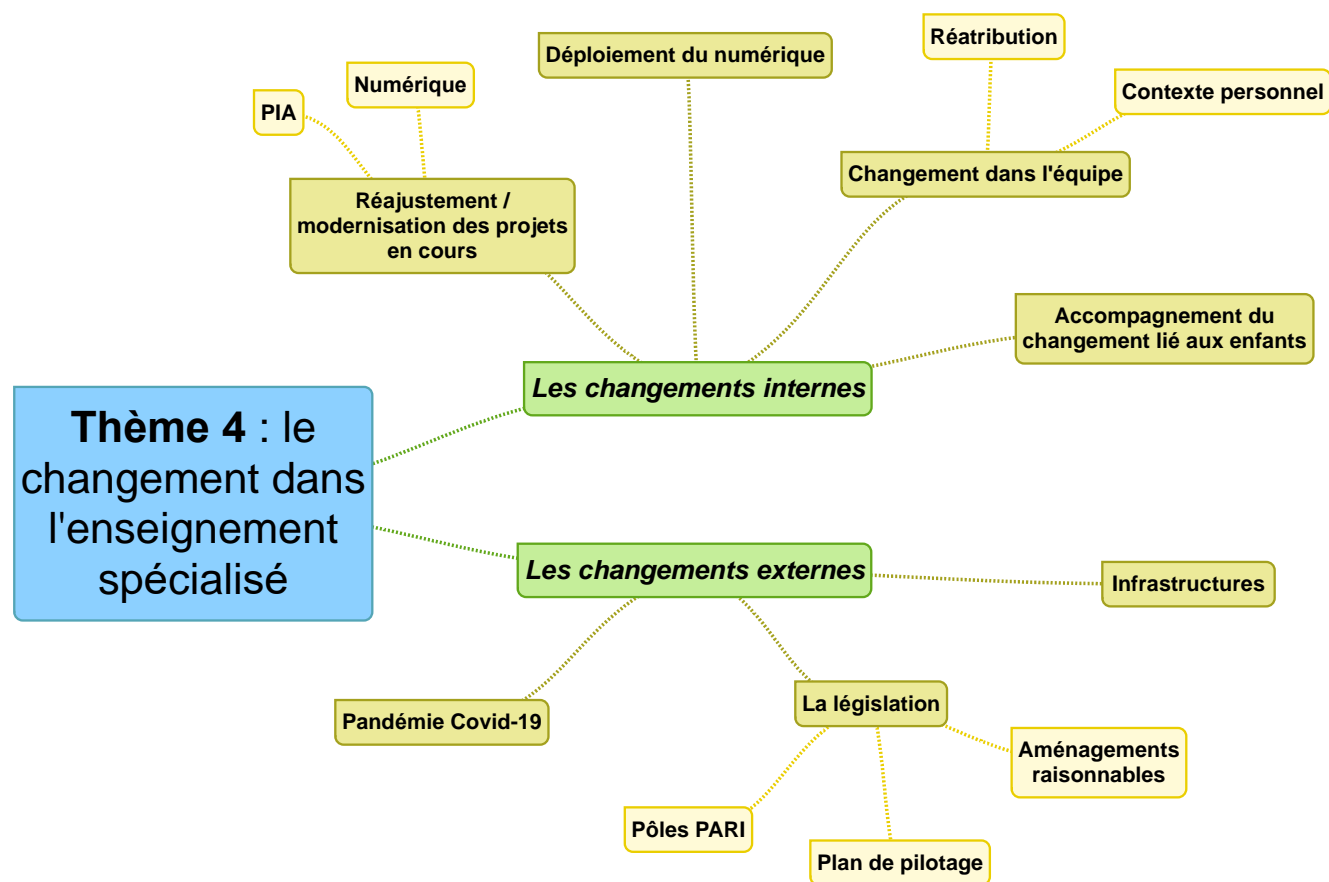 Réatribution
Déploiement du numérique
Numérique
Contexte personnel
PIA
Changement dans l'équipe
Réajustement /
modernisation des projets
en cours
Accompagnement du
changement lié aux enfants
Les changements internes
Thème 4 : le
changement dans
l'enseignement
spécialisé
Les changements externes
Infrastructures
La législation
Pandémie Covid-19
Aménagements
raisonnables
Pôles PARI
Plan de pilotage